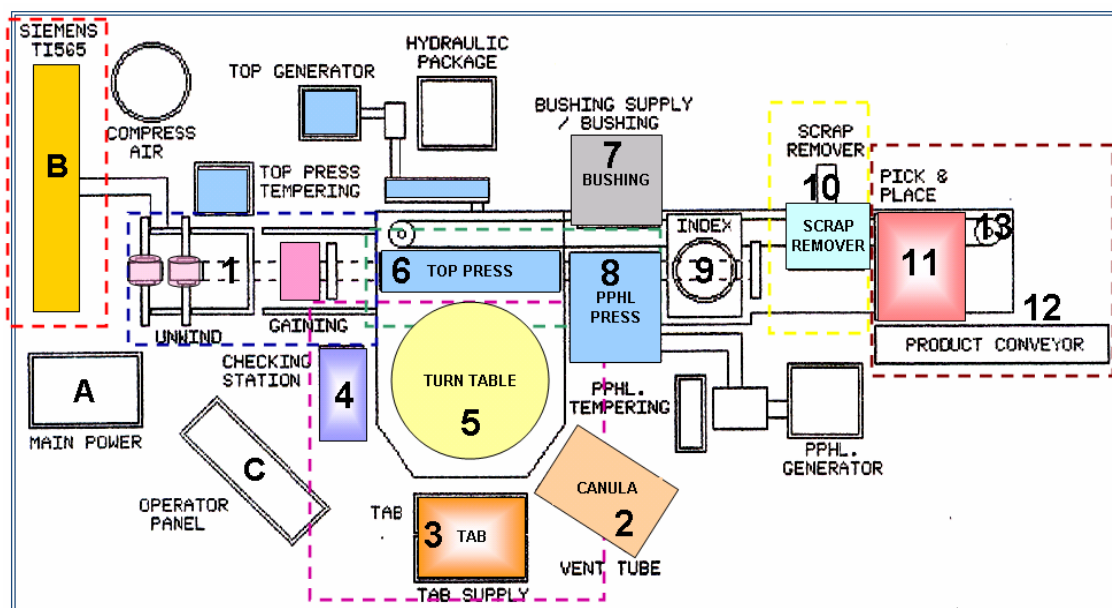 SIEMENS
TI565
B
COMPRESS
AIR
TOP GENERATOR
HYDRAULIC
PACKAGE
TOP PRESS
TEMPERING
BUSHING SUPPLY
/ BUSHING
7
BUSHING
SCRAP
REMOVER
10
SCRAP
REMOVER
PICK &
PLACE
13
11
12
PRODUCT CONVEYOR
1
UNWIND
GAINING
6
TOP PRESS
8
PPHL
PRESS
INDEX
9
A
MAIN POWER
CHECKING
STATION
4
TURN TABLE
5
PPHL.
TEMPERING
PPHL.
GENERATOR
C
OPERATOR
PANEL
TAB
3
TAB
TAB SUPPLY
CANULA
2
VENT TUBE